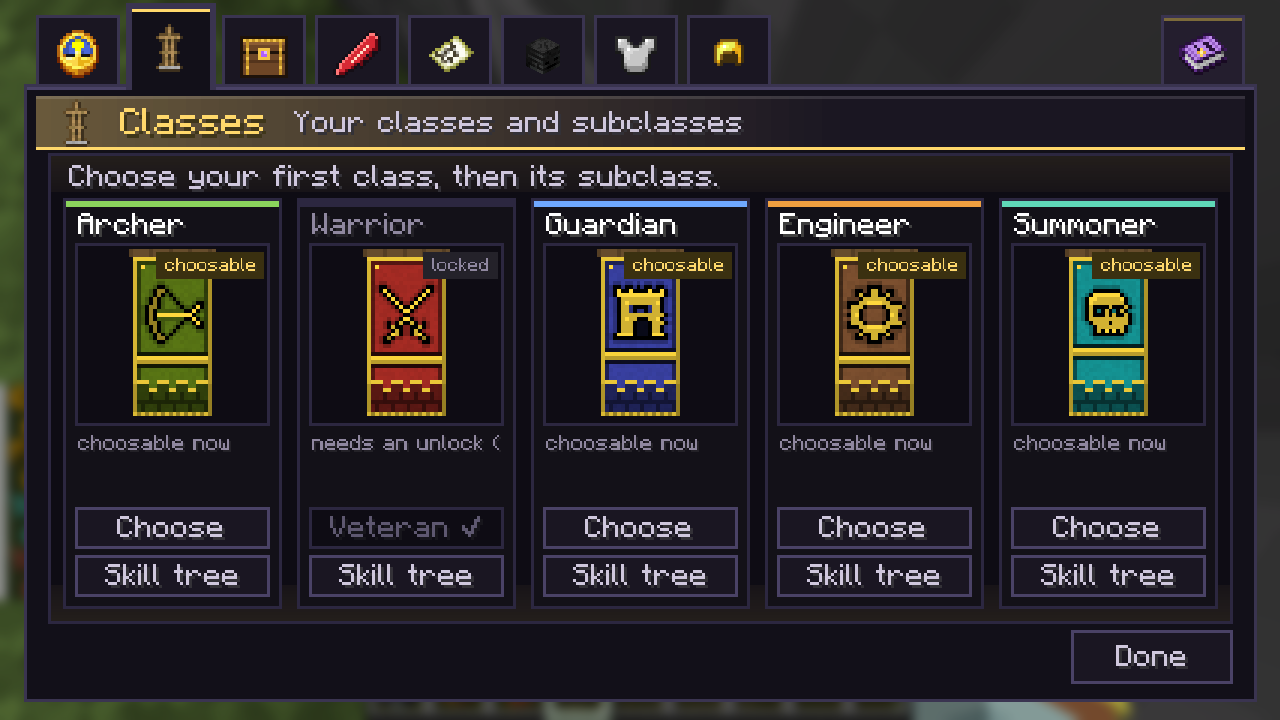 Classes Your classes and subclasses
Choose your first class, then its subclass.
Archer
choosable
choosable now
Choose
Skill tree
Warrior
locked
needs an unlock (
Veteran ✓
Skill tree
Guardian
choosable
choosable now
Choose
Skill tree
Engineer
choosable
choosable now
Choose
Skill tree
Summoner
choosable
choosable now
Choose
Skill tree
Done